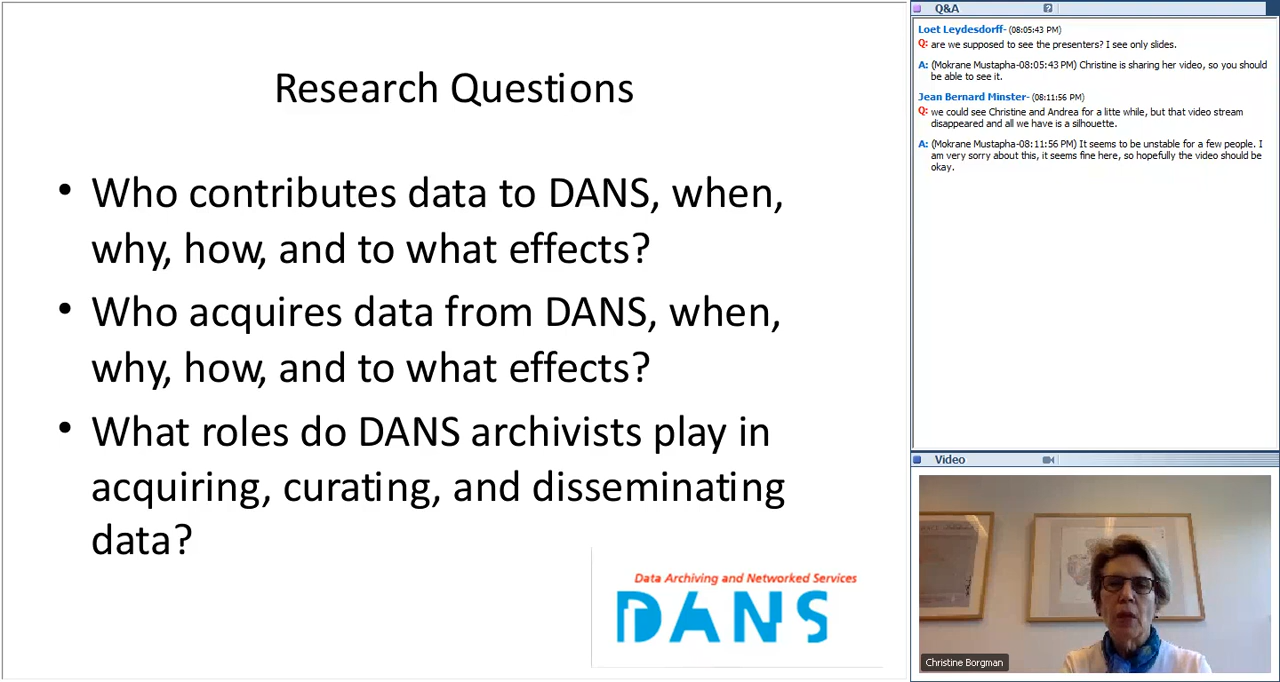 Research Questions
• Who contributes data to DANS, when,
why, how, and to what effects?
• Who acquires data from DANS, when,
why, how, and to what effects?
• What roles do DANS archivists play in
acquiring, curating, and disseminating
data?
Data Archiving and Networked Services
DANS
Q&A
Loet Leydesdorff- (08:05:43 PM)
Q: are we supposed to see the presenters? I see only slides.
A: (Mokrane Mustapha-08:05:43 PM) Christine is sharing her video, so you should
be able to see it.
Jean Bernard Minster- (08:11:56 PM)
Q: we could see Christine and Andrea for a litte while, but that video stream
disappeared and all we have is a silhouette.
A: (Mokrane Mustapha-08:11:56 PM) It seems to be unstable for a few people. I
am very sorry about this, it seems fine here, so hopefully the video should be
okay.
Video
Christine Borgman